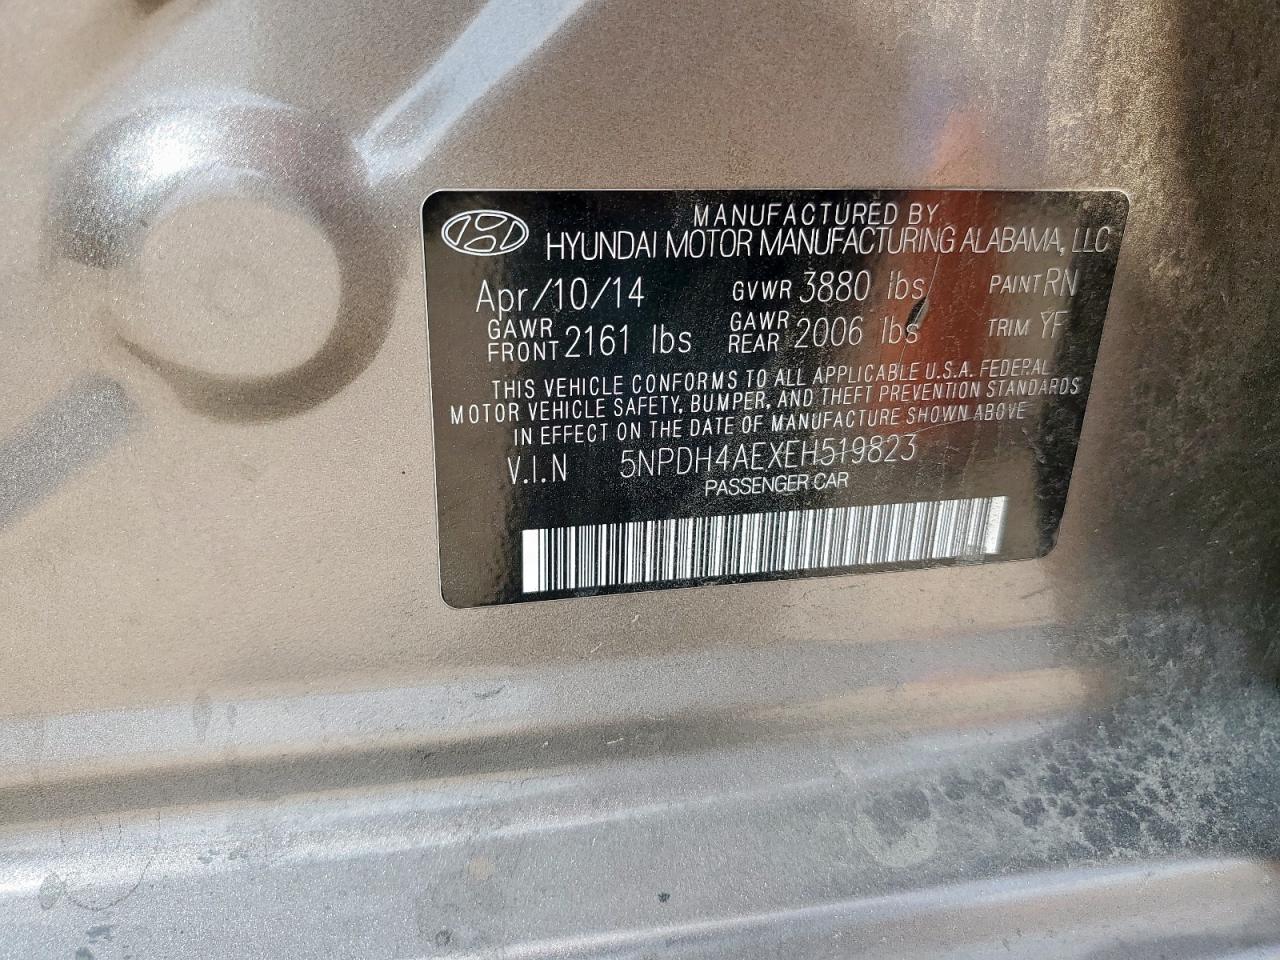 MANUFACTURED BY
HYUNDAI MOTOR MANUFACTURING ALABAMA, LLC
Apr/10/14 GVWR 3880 lbs PAINT RN
GAWR FRONT 2161 lbs GAWR REAR 2006 lbs TRIM YF
THIS VEHICLE CONFORMS TO ALL APPLICABLE U.S.A. FEDERAL
MOTOR VEHICLE SAFETY, BUMPER, AND THEFT PREVENTION STANDARDS
IN EFFECT ON THE DATE OF MANUFACTURE SHOWN ABOVE
V.I.N 5NPDH4AEXEH519823
PASSENGER CAR